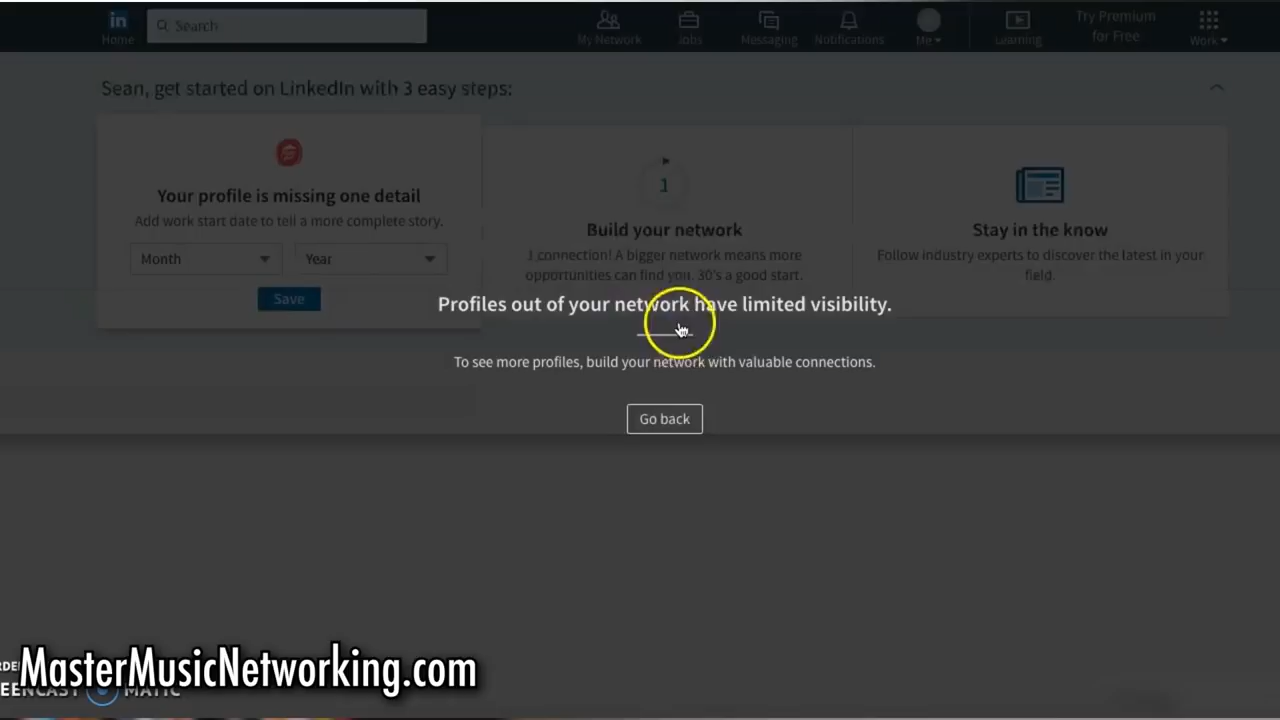 in
Search
Home
My Network
Jobs
Messaging
Notifications
Me
Learning
Try Premium
for Free
Work
Sean, get started on LinkedIn with 3 easy steps:
Your profile is missing one detail
Add work start date to tell a more complete story.
Month
Year
Save
1
Build your network
1 connection! A bigger network means more
opportunities can find you. 30's a good start.
Stay in the know
Follow industry experts to discover the latest in your
field.
Profiles out of your network have limited visibility.
To see more profiles, build your network with valuable connections.
Go back
MasterMusicNetworking.com
MATIC